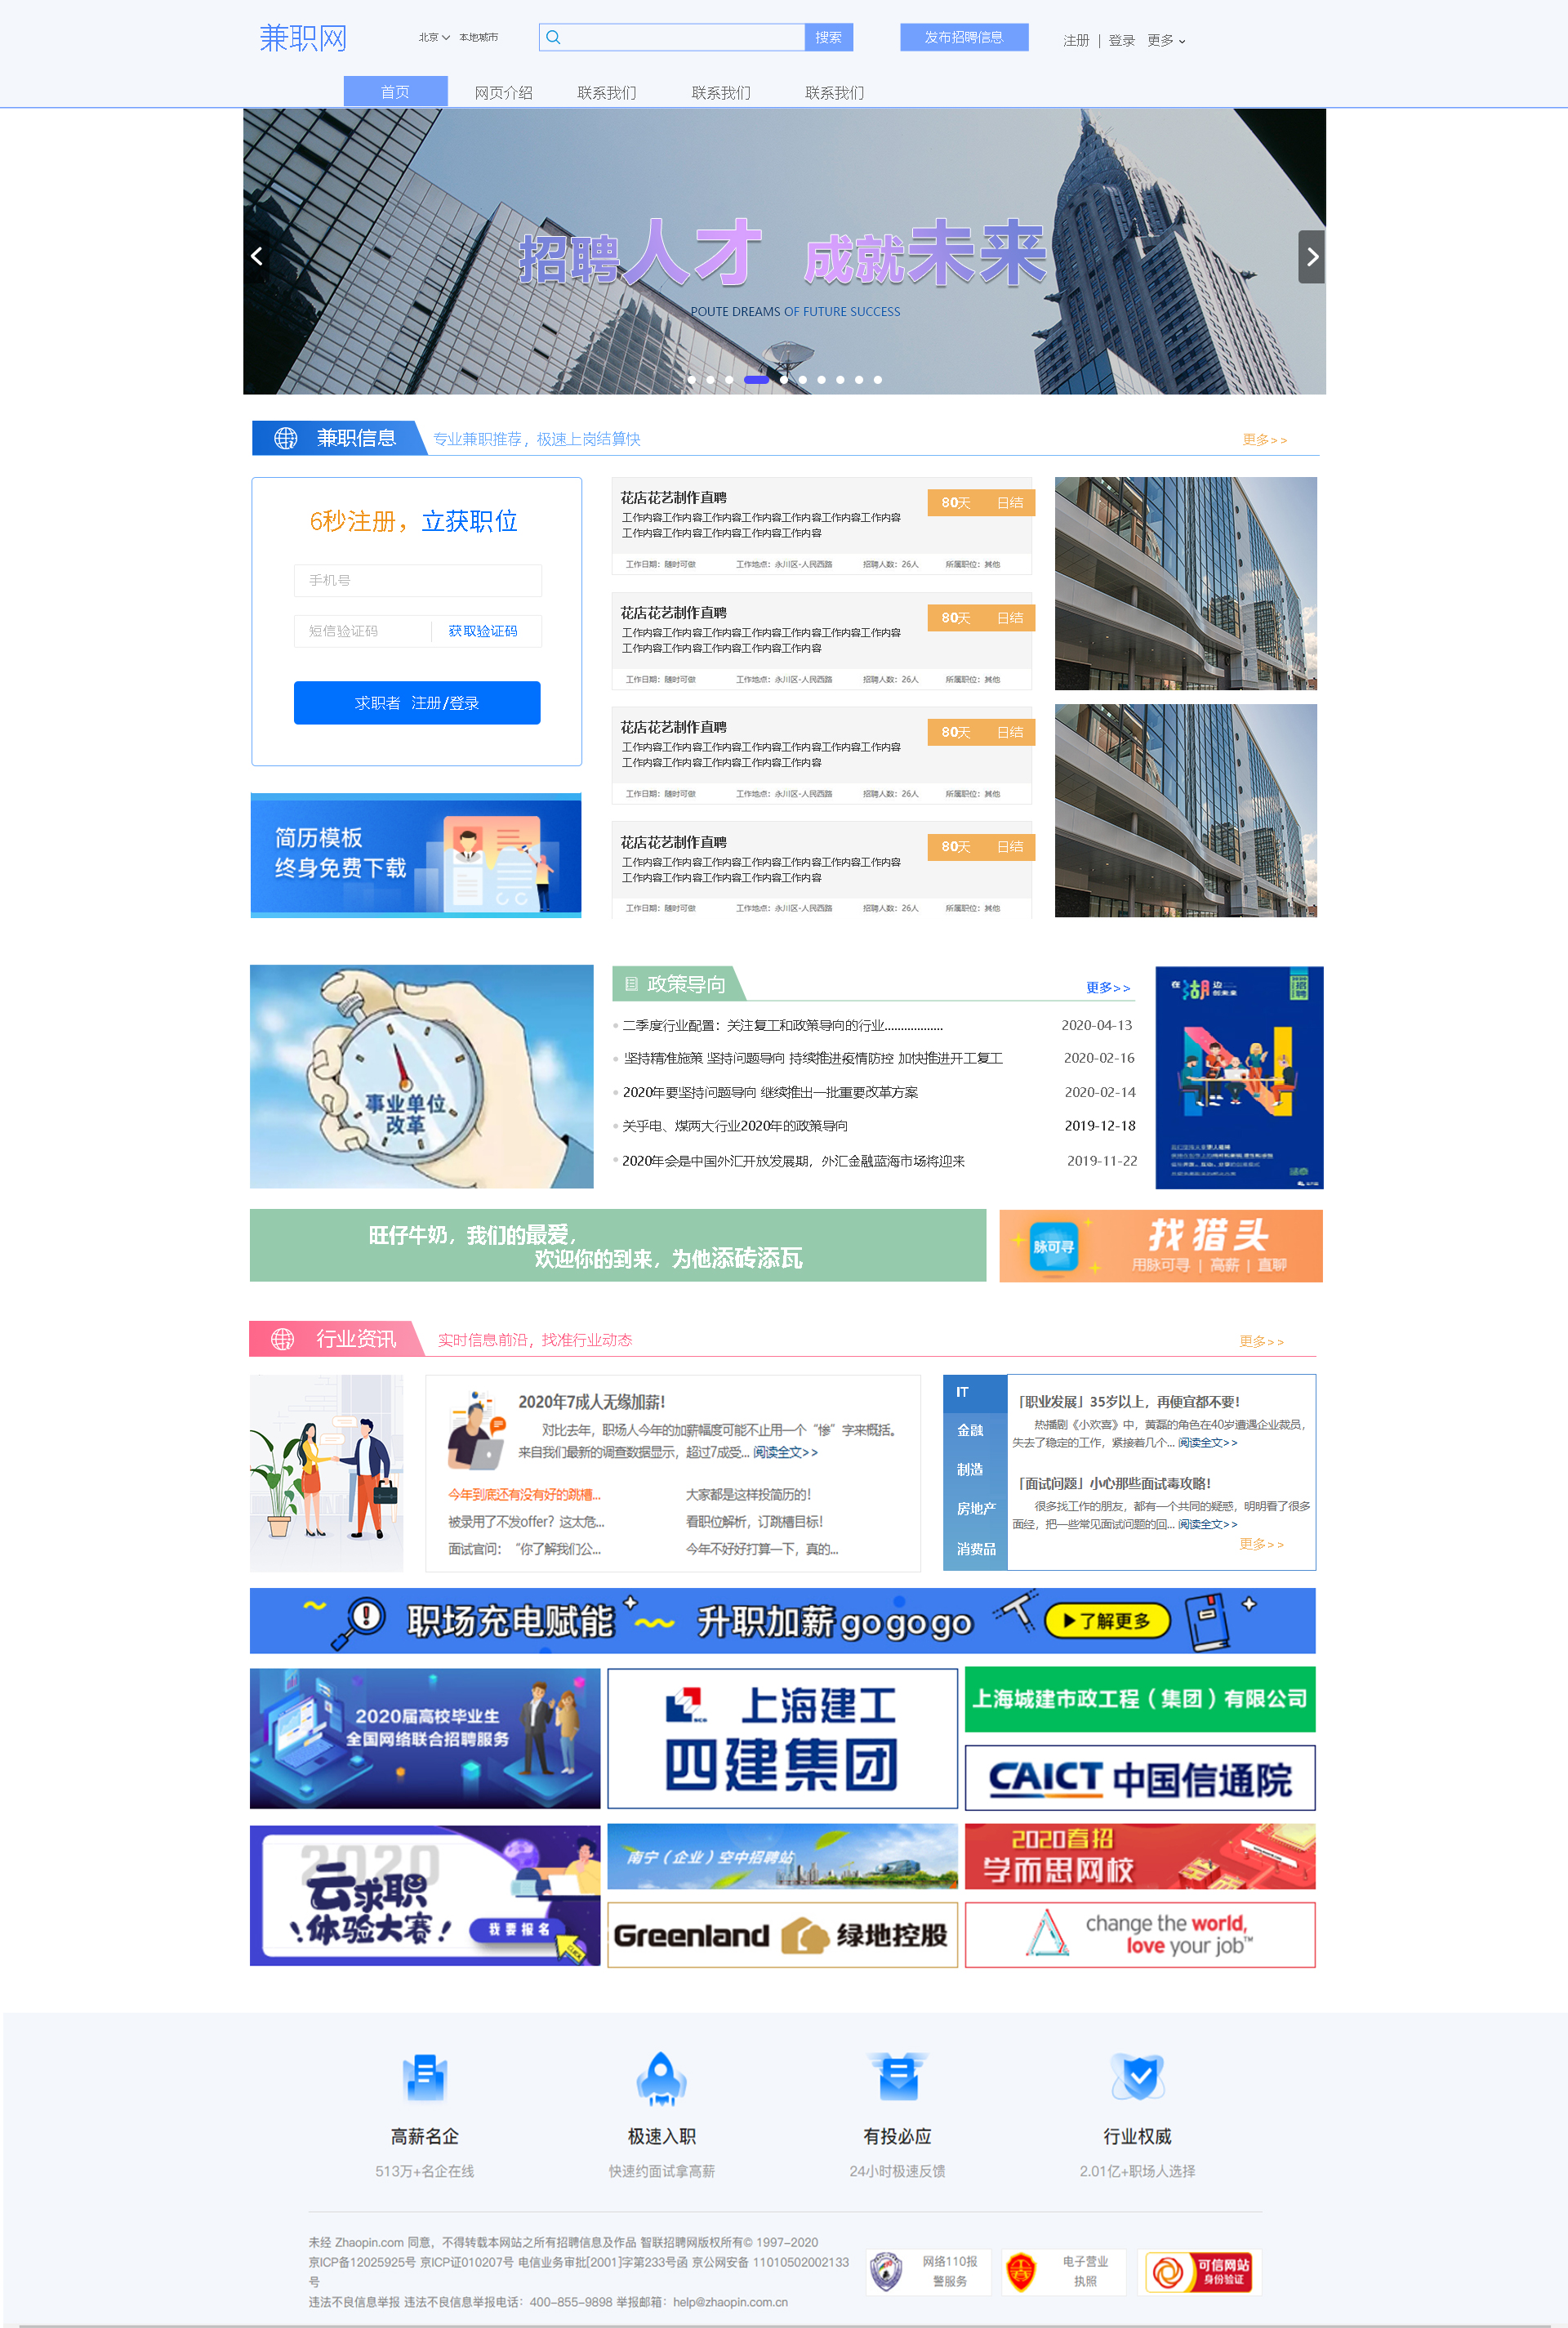 兼职网
北京 本地城市
搜索
发布招聘信息
注册 | 登录 更多
首页
网页介绍
联系我们
联系我们
联系我们
招聘人才 成就未来
POUTE DREAMS OF FUTURE SUCCESS
兼职信息
专业兼职推荐，极速上岗结算快
更多>>
6秒注册，立获职位
手机号
短信验证码
获取验证码
求职者 注册/登录
简历模板
终身免费下载
花店花艺制作直聘
80天 日结
工作内容工作内容工作内容工作内容工作内容工作内容工作内容
工作内容工作内容工作内容工作内容工作内容
工作日期：随时可做 工作地点：永川区-人民西路 招聘人数：26人 所属职位：其他
花店花艺制作直聘
80天 日结
工作内容工作内容工作内容工作内容工作内容工作内容工作内容
工作内容工作内容工作内容工作内容工作内容
工作日期：随时可做 工作地点：永川区-人民西路 招聘人数：26人 所属职位：其他
花店花艺制作直聘
80天 日结
工作内容工作内容工作内容工作内容工作内容工作内容工作内容
工作内容工作内容工作内容工作内容工作内容
工作日期：随时可做 工作地点：永川区-人民西路 招聘人数：26人 所属职位：其他
花店花艺制作直聘
80天 日结
工作内容工作内容工作内容工作内容工作内容工作内容工作内容
工作内容工作内容工作内容工作内容工作内容
工作日期：随时可做 工作地点：永川区-人民西路 招聘人数：26人 所属职位：其他
事业单位
改革
政策导向
更多>>
二季度行业配置：关注复工和政策导向的行业.................. 2020-04-13
坚持精准施策 坚持问题导向 持续推进疫情防控 加快推进开工复工 2020-02-16
2020年要坚持问题导向 继续推出一批重要改革方案 2020-02-14
关乎电、煤两大行业2020年的政策导向 2019-12-18
2020年会是中国外汇开放发展期，外汇金融蓝海市场将迎来 2019-11-22
在湖边
创未来
招聘
旺仔牛奶，我们的最爱，
欢迎你的到来，为他添砖添瓦
脉可寻
找猎头
用脉可寻 | 高薪 | 直聊
行业资讯
实时信息前沿，找准行业动态
更多>>
2020年7成人无缘加薪！
对比去年，职场人今年的加薪幅度可能不止用一个“惨”字来概括。
来自我们最新的调查数据显示，超过7成受... 阅读全文>>
今年到底还有没有好的跳槽... 大家都是这样投简历的！
被录用了不发offer？这太危... 看职位解析，订跳槽目标！
面试官问：“你了解我们公... 今年不好好打算一下，真的...
IT
金融
制造
房地产
消费品
「职业发展」35岁以上，再便宜都不要！
热播剧《小欢喜》中，黄磊的角色在40岁遭遇企业裁员，
失去了稳定的工作，紧接着几个... 阅读全文>>
「面试问题」小心那些面试毒攻略！
很多找工作的朋友，都有一个共同的疑惑，明明看了很多
面经，把一些常见面试问题的回... 阅读全文>>
更多>>
职场充电赋能 升职加薪gogogo 了解更多
2020届高校毕业生
全国网络联合招聘服务
SCG
上海建工
四建集团
上海城建市政工程（集团）有限公司
CAICT 中国信通院
2020
云求职
体验大赛！
我要报名
CLICK
南宁（企业）空中招聘站
2020春招
学而思网校
Greenland 绿地控股
change the world,
love your job™
高薪名企
513万+名企在线
极速入职
快速约面试拿高薪
有投必应
24小时极速反馈
行业权威
2.01亿+职场人选择
未经 Zhaopin.com 同意，不得转载本网站之所有招聘信息及作品 智联招聘网版权所有© 1997-2020
京ICP备12025925号 京ICP证010207号 电信业务审批[2001]字第233号函 京公网安备 11010502002133
号
违法不良信息举报 违法不良信息举报电话：400-855-9898 举报邮箱：help@zhaopin.com.cn
网络110报
警服务
电子营业
执照
可信网站
身份验证